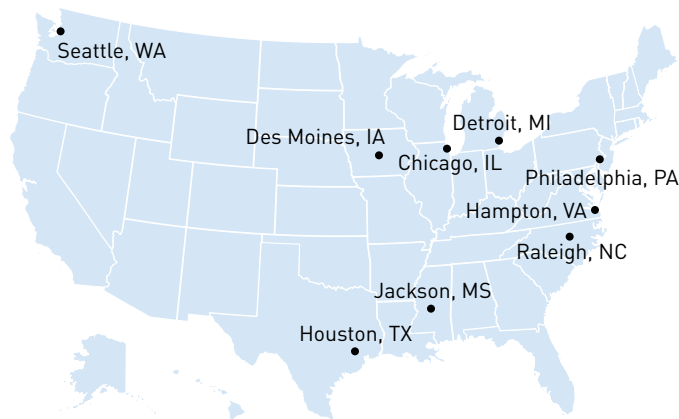 Seattle, WA
Detroit, MI
Des Moines, IA
Chicago, IL
Philadelphia, PA
Hampton, VA
Raleigh, NC
Jackson, MS
Houston, TX